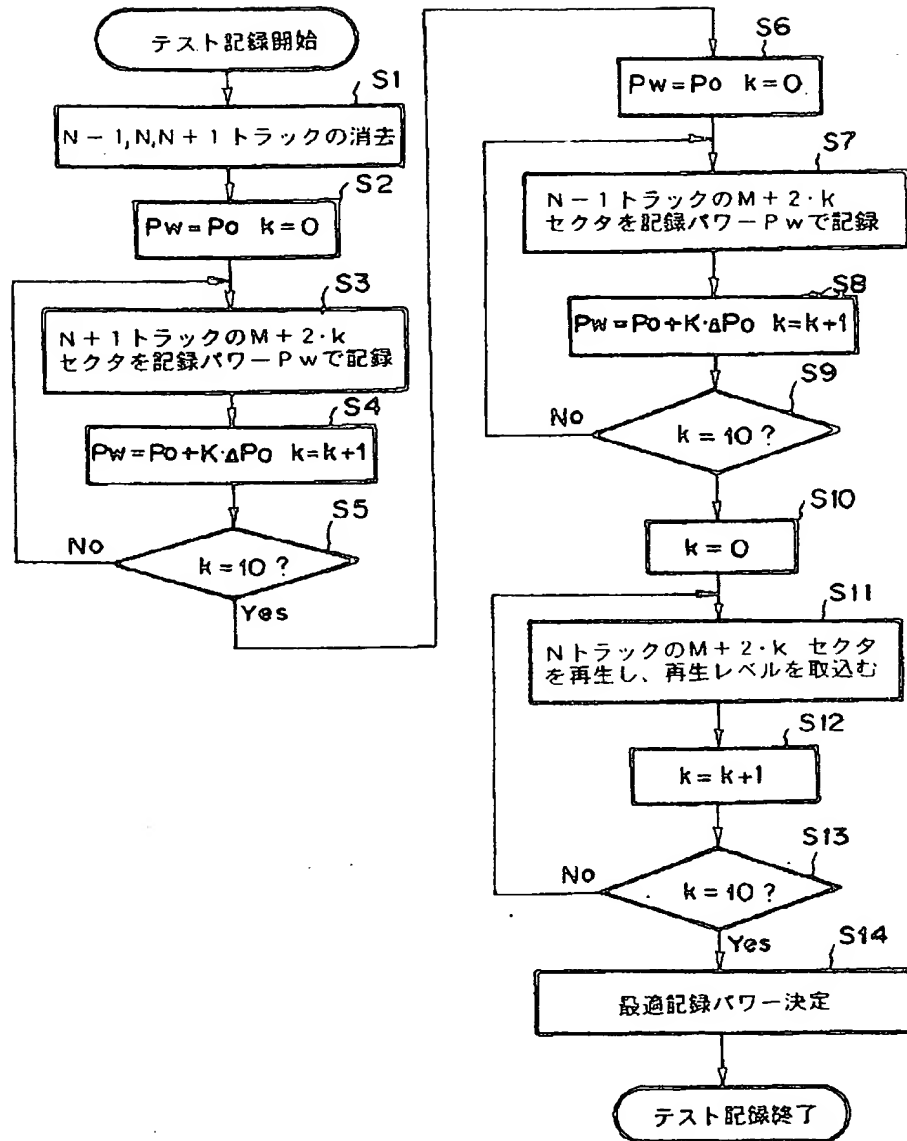 テスト記録開始
S1
N-1,N,N+1トラックの消去
S2
Pw=Po k=0
S3
N+1トラックのM+2·k
セクタを記録パワーPwで記録
S4
Pw=Po+K·ΔPo k=k+1
S5
k=10?
No
Yes
S6
Pw=Po k=0
S7
N-1トラックのM+2·k
セクタを記録パワーPwで記録
S8
Pw=Po+K·ΔPo k=k+1
S9
k=10?
No
S10
k=0
S11
NトラックのM+2·k セクタ
を再生し、再生レベルを取込む
S12
k=k+1
S13
k=10?
No
Yes
S14
最適記録パワー決定
テスト記録終了